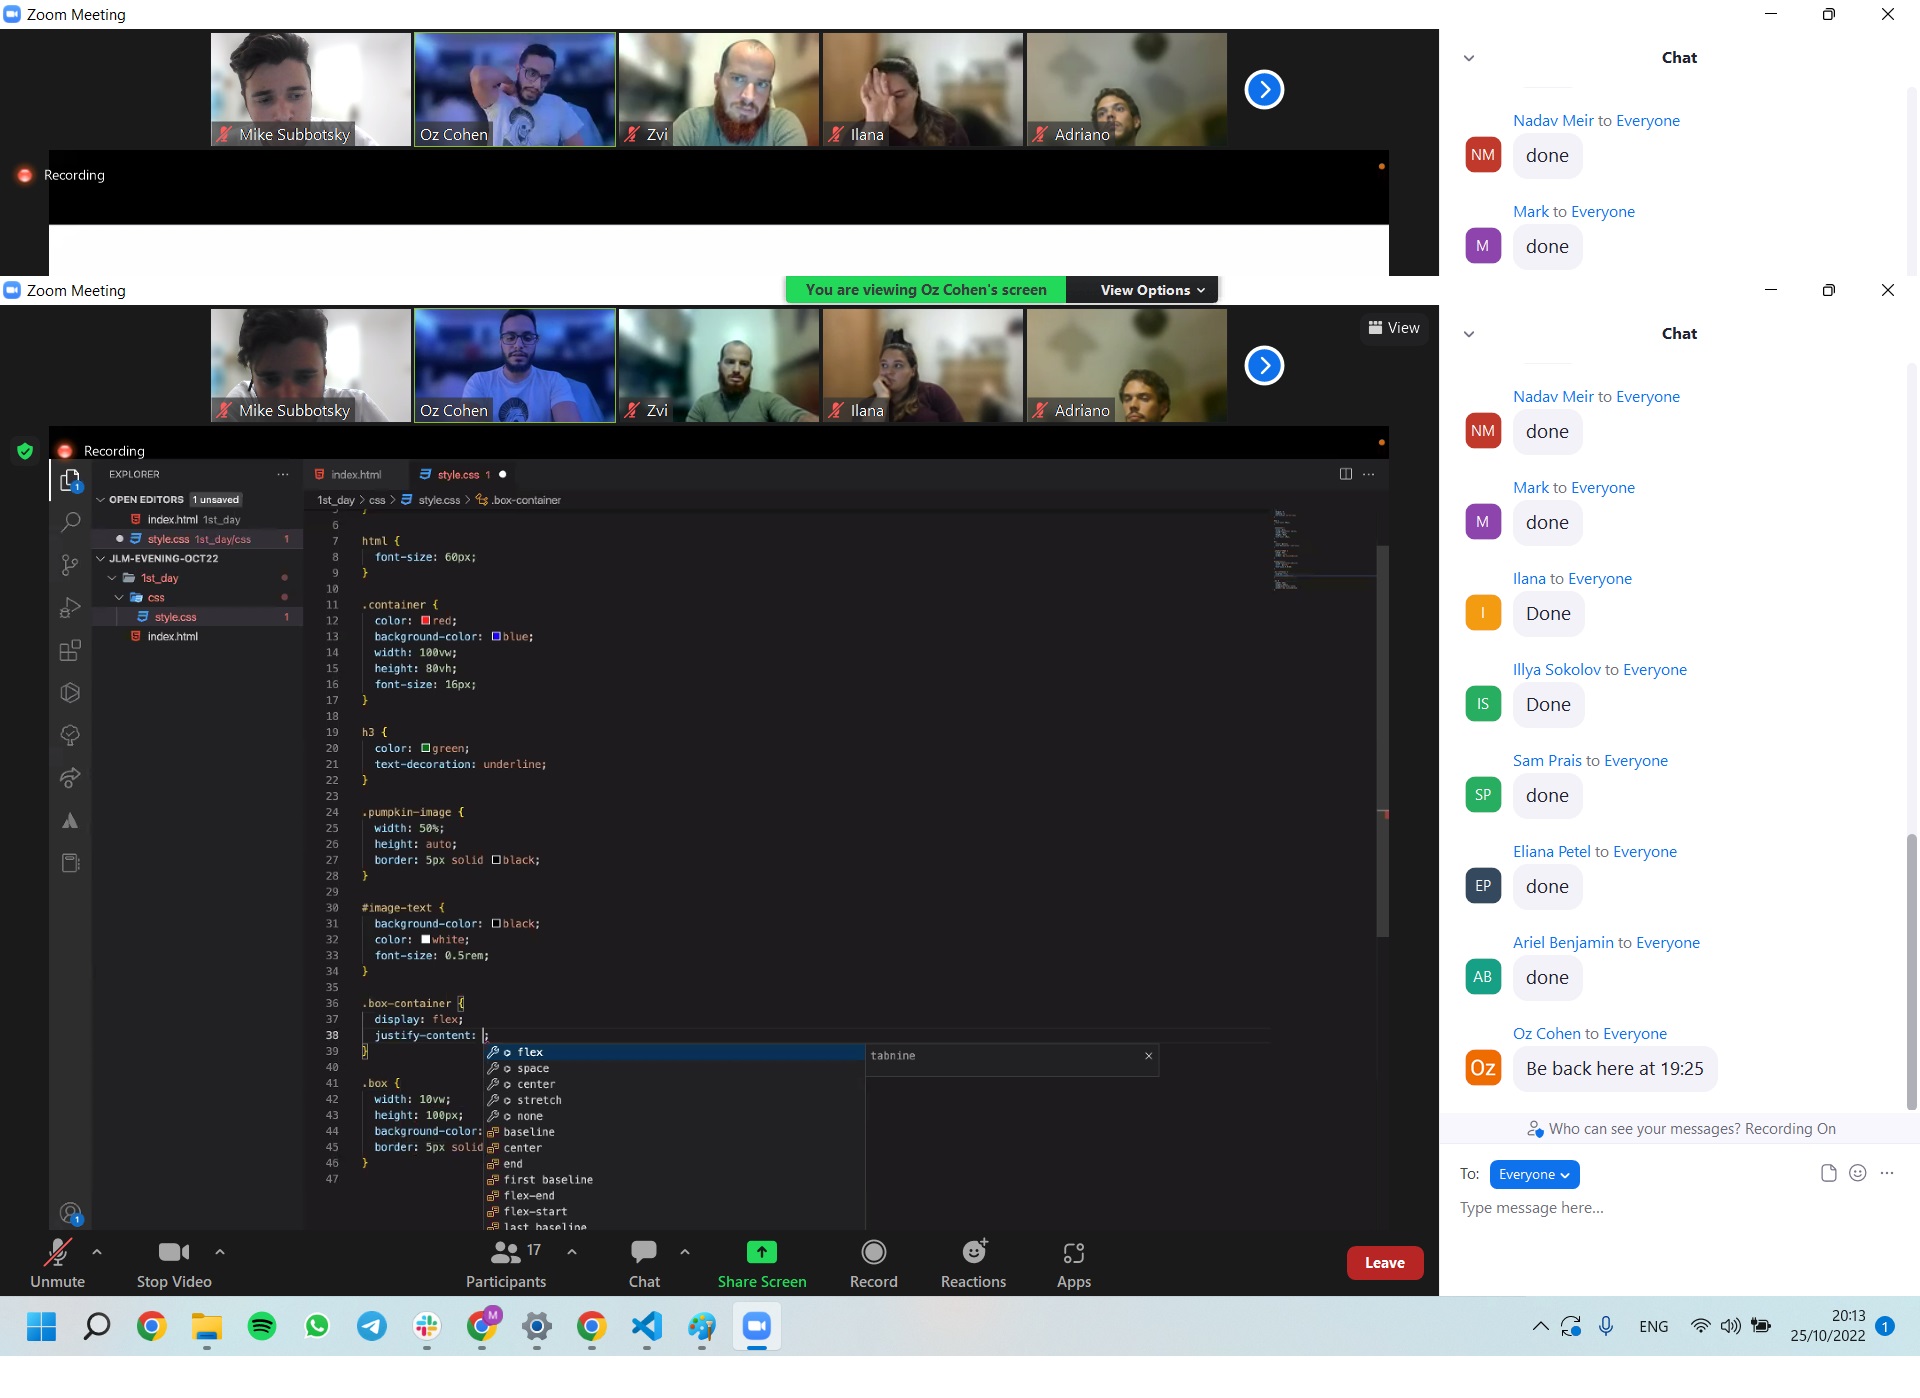 Zoom Meeting
Mike Subbotsky
Oz Cohen
Zvi
Ilana
Adriano
Recording
Chat
Nadav Meir to Everyone
NM
done
Mark to Everyone
M
done
Zoom Meeting
You are viewing Oz Cohen's screen
View Options
View
Mike Subbotsky
Oz Cohen
Zvi
Ilana
Adriano
Recording
EXPLORER
OPEN EDITORS 1 unsaved
index.html 1st_day
style.css 1st_day/css 1
JLM-EVENING-OCT22
1st_day
css
style.css 1
index.html
1
1
index.html
style.css 1
1st_day > css > style.css > .box-container
5 }
6
7 html {
8 font-size: 60px;
9 }
10
11 .container {
12 color: red;
13 background-color: blue;
14 width: 100vw;
15 height: 80vh;
16 font-size: 16px;
17 }
18
19 h3 {
20 color: green;
21 text-decoration: underline;
22 }
23
24 .pumpkin-image {
25 width: 50%;
26 height: auto;
27 border: 5px solid black;
28 }
29
30 #image-text {
31 background-color: black;
32 color: white;
33 font-size: 0.5rem;
34 }
35
36 .box-container {
37 display: flex;
38 justify-content: ;
39 }
40
41 .box {
42 width: 10vw;
43 height: 100px;
44 background-color:
45 border: 5px solid
46 }
47
flex
space
center
stretch
none
baseline
center
end
first baseline
flex-end
flex-start
last baseline
tabnine
Chat
Nadav Meir to Everyone
NM
done
Mark to Everyone
M
done
Ilana to Everyone
I
Done
Illya Sokolov to Everyone
IS
Done
Sam Prais to Everyone
SP
done
Eliana Petel to Everyone
EP
done
Ariel Benjamin to Everyone
AB
done
Oz Cohen to Everyone
Oz
Be back here at 19:25
Who can see your messages? Recording On
To: Everyone
Type message here...
Unmute
Stop Video
17
Participants
Chat
Share Screen
Record
Reactions
Apps
Leave
M
ENG
20:13
25/10/2022
1